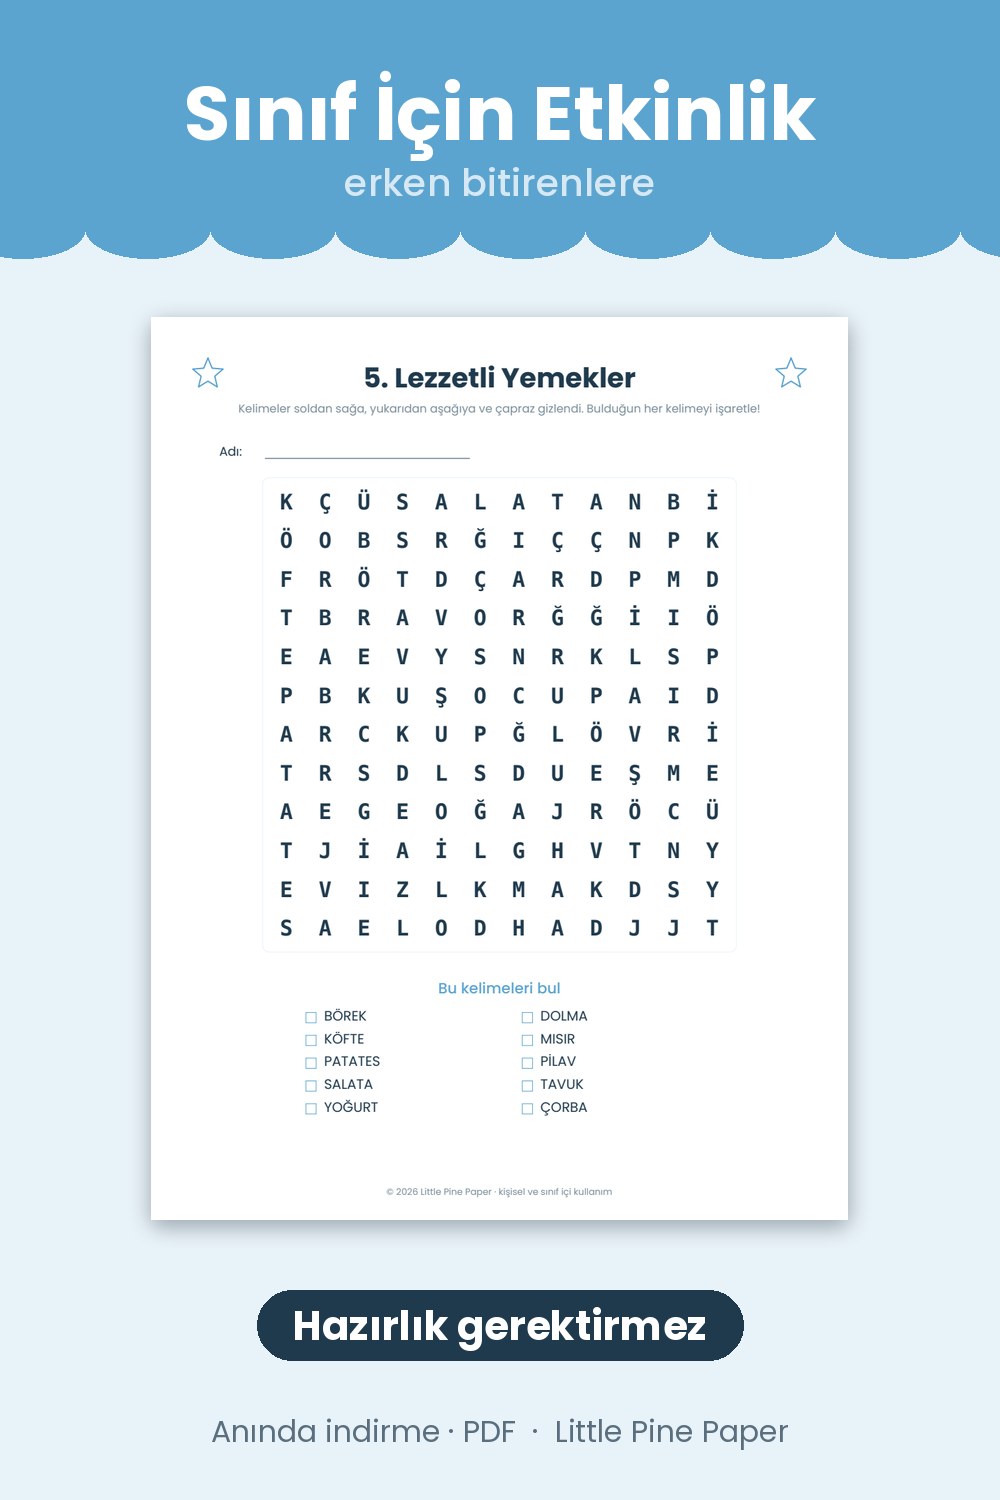 Sınıf İçin Etkinlik
erken bitirenlere
5. Lezzetli Yemekler
Kelimeler soldan sağa, yukarıdan aşağıya ve çapraz gizlendi. Bulduğun her kelimeyi işaretle!
Adı: ____________________
K Ç Ü S A L A T A N B İ
Ö O B S R Ğ I Ç Ç N P K
F R Ö T D Ç A R D P M D
T B R A V O R Ğ Ğ İ I Ö
E A E V Y S N R K L S P
P B K U Ş O C U P A I D
A R C K U P Ğ L Ö V R İ
T R S D L S D U E Ş M E
A E G E O Ğ A J R Ö C Ü
T J İ A İ L G H V T N Y
E V I Z L K M A K D S Y
S A E L O D H A D J J T
Bu kelimeleri bul
☐ BÖREK ☐ DOLMA
☐ KÖFTE ☐ MISIR
☐ PATATES ☐ PİLAV
☐ SALATA ☐ TAVUK
☐ YOĞURT ☐ ÇORBA
© 2026 Little Pine Paper · kişisel ve sınıf içi kullanım
Hazırlık gerektirmez
Anında indirme · PDF · Little Pine Paper